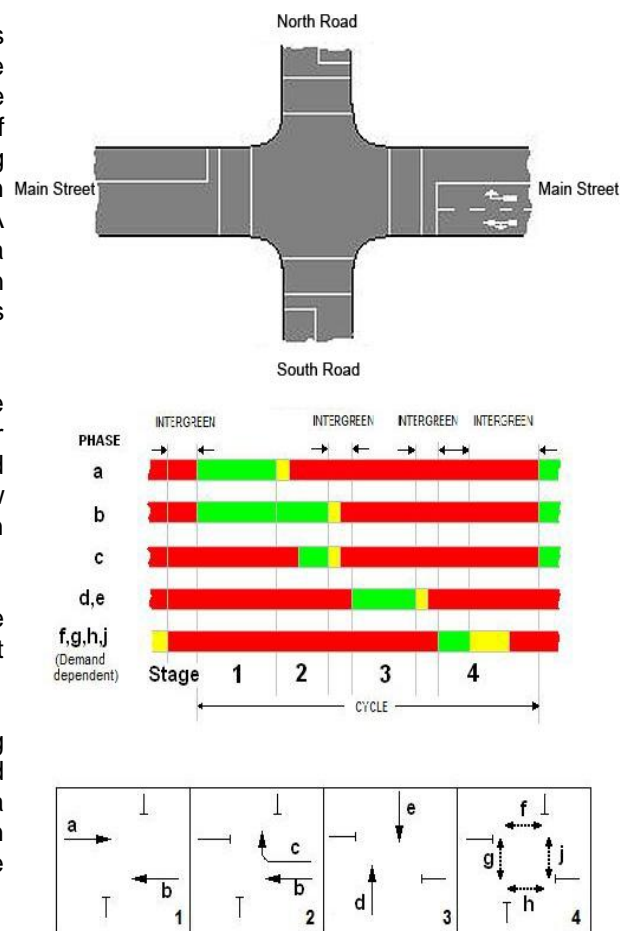 North Road
Main Street
Main Street
South Road
INTERGREEN INTERGREEN INTERGREEN INTERGREEN
PHASE
a
b
c
d,e
f,g,h,j
(Demand
dependent)
Stage 1 2 3 4
CYCLE
a
b
1
c
b
2
e
d
3
f
g
j
h
4